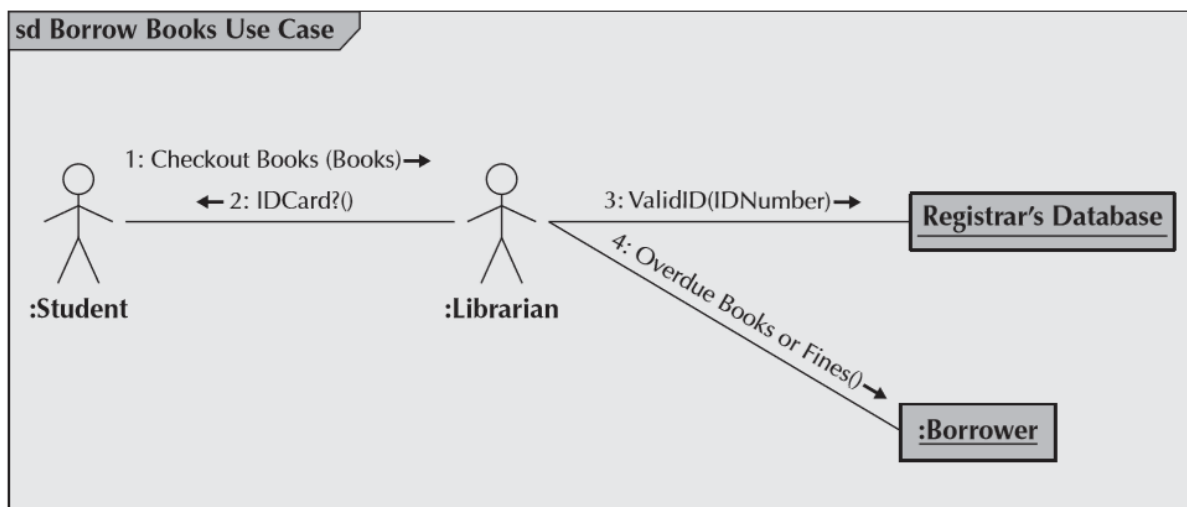 sd Borrow Books Use Case
1: Checkout Books (Books)
2: IDCard?()
3: ValidID(IDNumber)
Registrar's Database
:Student
:Librarian
4: Overdue Books or Fines()
:Borrower